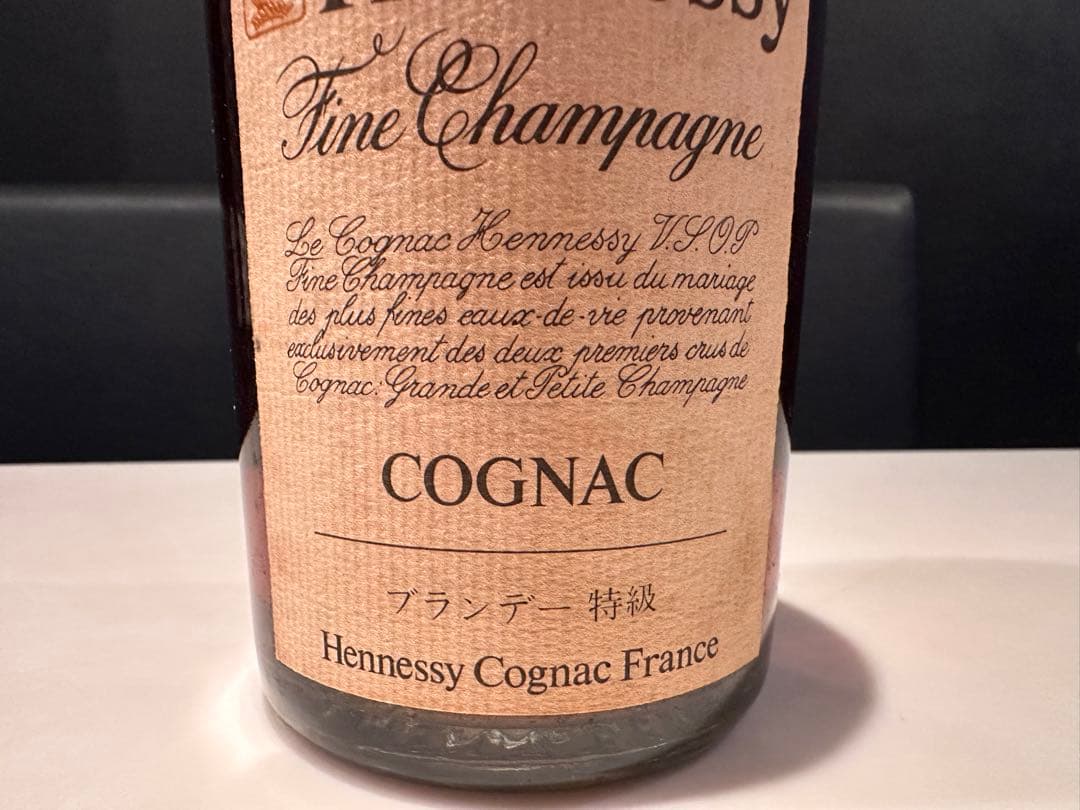 Fine Champagne
Le Cognac Hennessy V.S.O.P
Fine Champagne est issu du mariage
des plus fines eaux-de-vie provenant
exclusivement des deux premiers crus de
Cognac: Grande et Petite Champagne
COGNAC
ブランデー 特級
Hennessy Cognac France